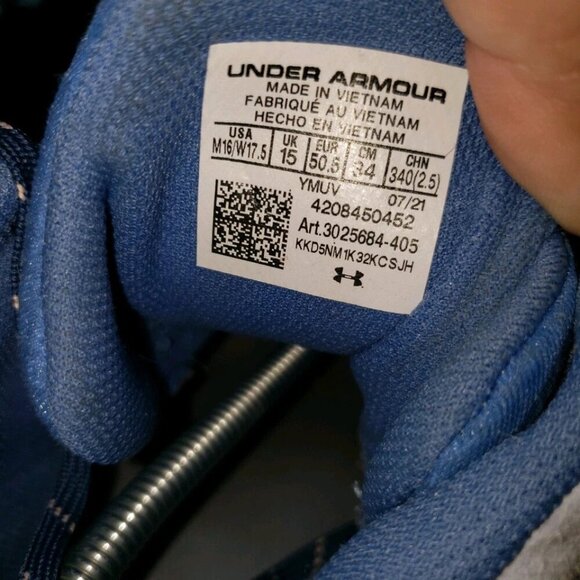 UNDER ARMOUR
MADE IN VIETNAM
FABRIQUÉ AU VIETNAM
HECHO EN VIETNAM
USA UK EUR CM CHN
M16/W17.5 15 50.5 34 340(2.5)
YMUV 07/21
4208450452
Art.3025684-405
KKD5NM1K32KCSJH